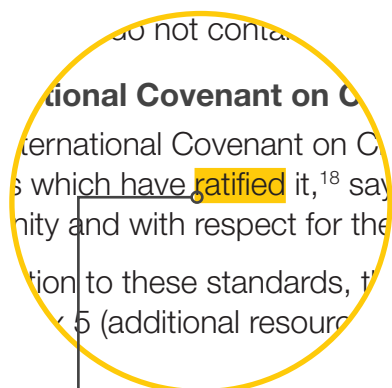 do not conta
tional Covenant on C
ternational Covenant on C
s which have ratified it,18 say
nity and with respect for the
tion to these standards, t
5 (additional resourc